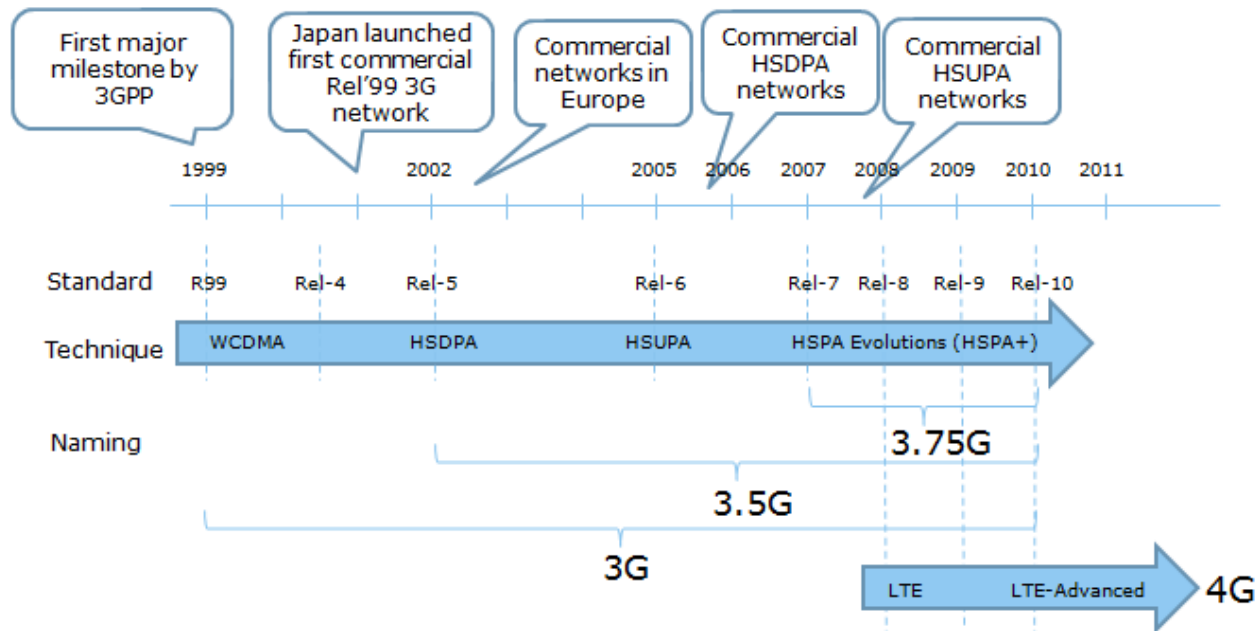 First major
milestone by
3GPP
Japan launched
first commercial
Rel'99 3G
network
Commercial
networks in
Europe
Commercial
HSDPA
networks
Commercial
HSUPA
networks
1999 2002 2005 2006 2007 2008 2009 2010 2011
Standard R99 Rel-4 Rel-5 Rel-6 Rel-7 Rel-8 Rel-9 Rel-10
Technique WCDMA HSDPA HSUPA HSPA Evolutions (HSPA+)
Naming 3.75G
3.5G
3G
LTE LTE-Advanced 4G